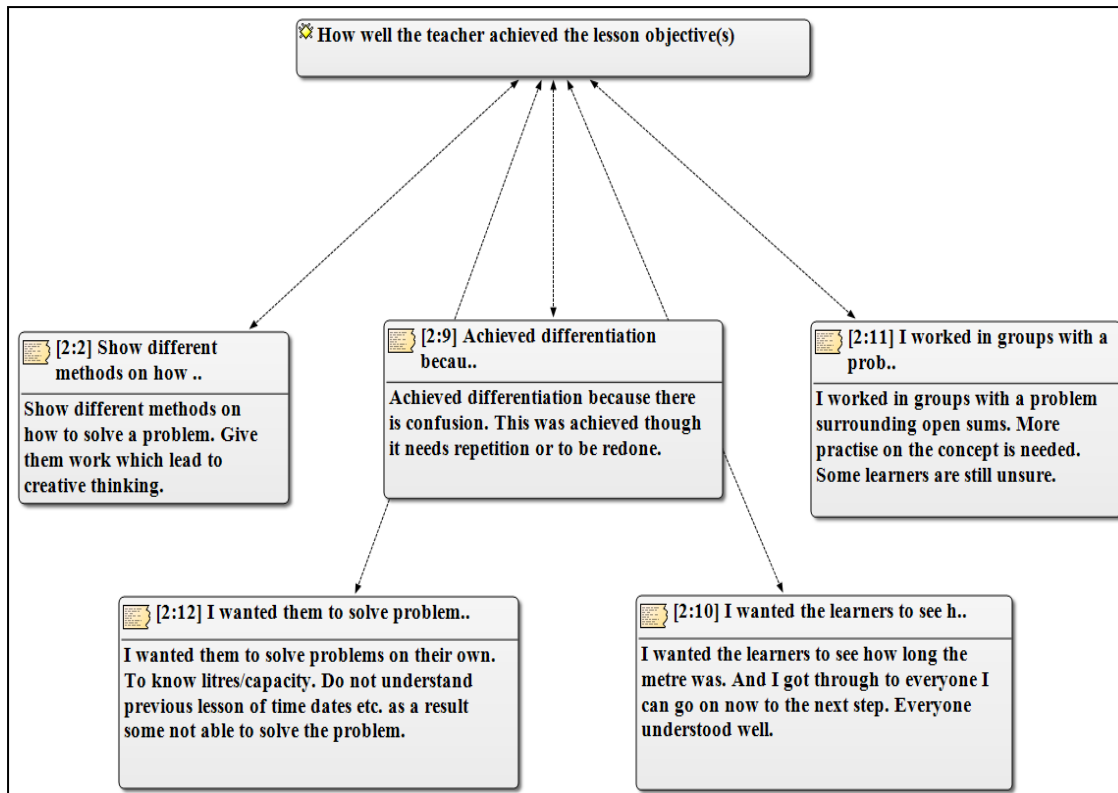 How well the teacher achieved the lesson objective(s)
[2:2] Show different
methods on how ..
Show different methods on
how to solve a problem. Give
them work which lead to
creative thinking.
[2:9] Achieved differentiation
becau..
Achieved differentiation because there
is confusion. This was achieved though
it needs repetition or to be redone.
[2:11] I worked in groups with a
prob..
I worked in groups with a problem
surrounding open sums. More
practise on the concept is needed.
Some learners are still unsure.
[2:12] I wanted them to solve problem..
I wanted them to solve problems on their own.
To know litres/capacity. Do not understand
previous lesson of time dates etc. as a result
some not able to solve the problem.
[2:10] I wanted the learners to see h..
I wanted the learners to see how long the
metre was. And I got through to everyone I
can go on now to the next step. Everyone
understood well.